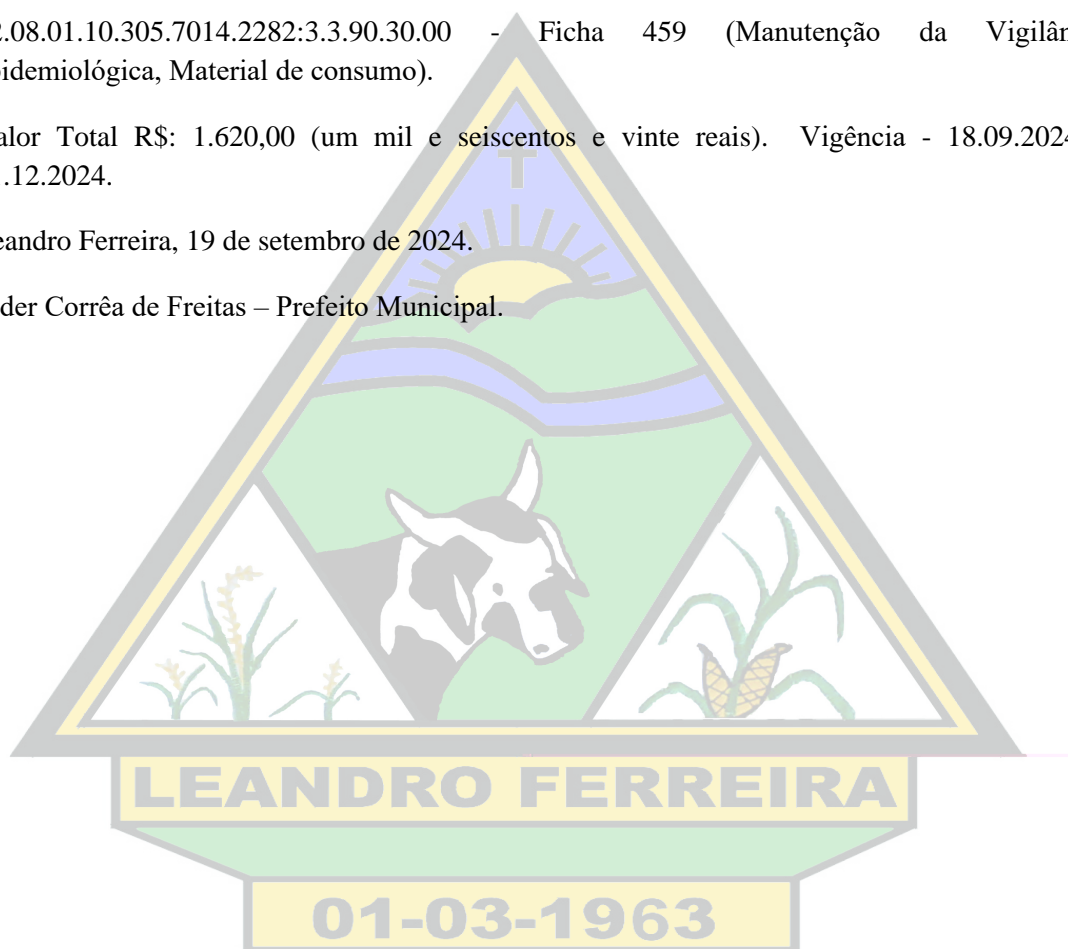 .08.01.10.305.7014.2282:3.3.90.30.00 - Ficha 459 (Manutenção da Vigilân
pidemiológica, Material de consumo).
alor Total R$: 1.620,00 (um mil e seiscentos e vinte reais). Vigência - 18.09.2024
.12.2024.
eandro Ferreira, 19 de setembro de 2024.
der Corrêa de Freitas – Prefeito Municipal.
LEANDRO FERREIRA
01-03-1963